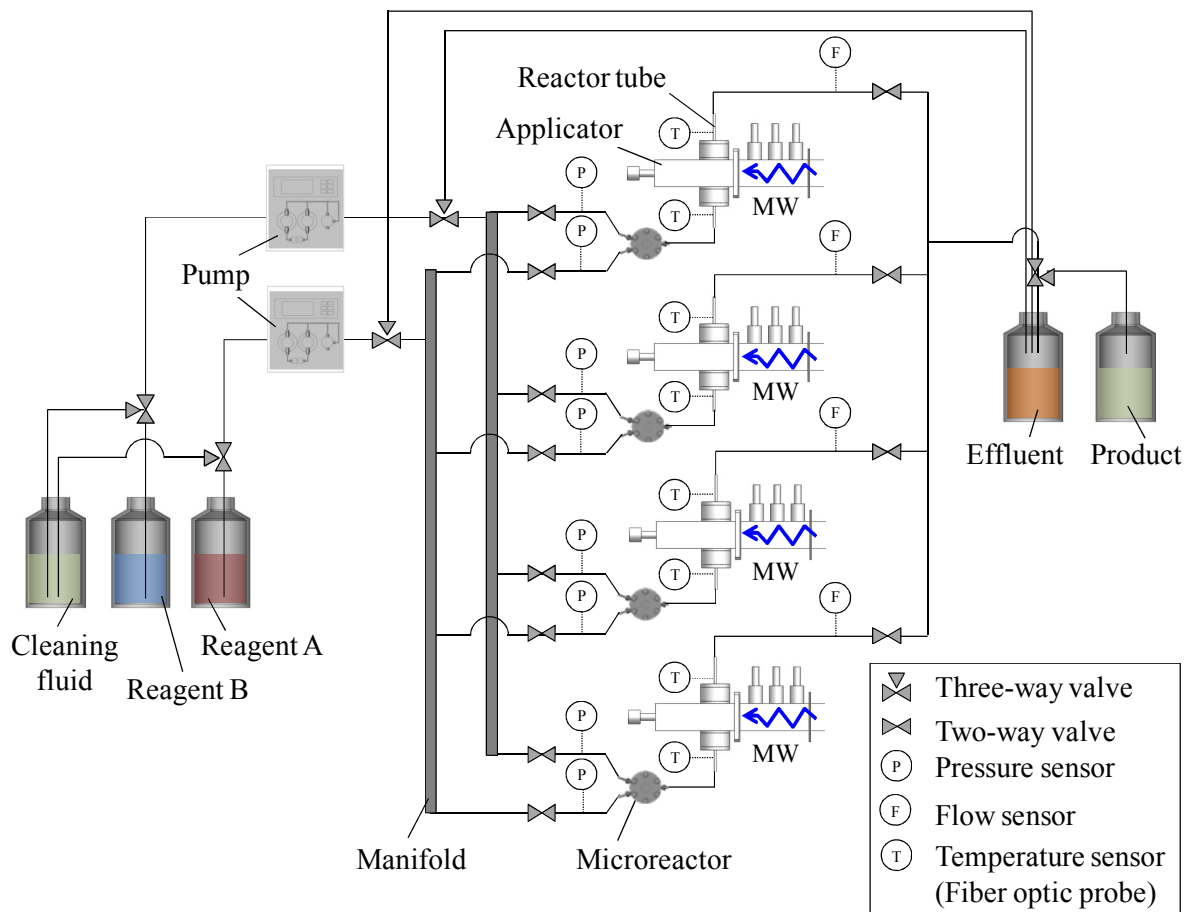 F
Reactor tube
T
Applicator
P
MW
T
P
Pump
F
T
MW
P
T
P
F
Effluent
Product
T
MW
P
T
P
Cleaning
fluid
Reagent B
Reagent A
F
T
MW
P
T
P
Manifold
Microreactor
Three-way valve
Two-way valve
P
Pressure sensor
F
Flow sensor
T
Temperature sensor
(Fiber optic probe)